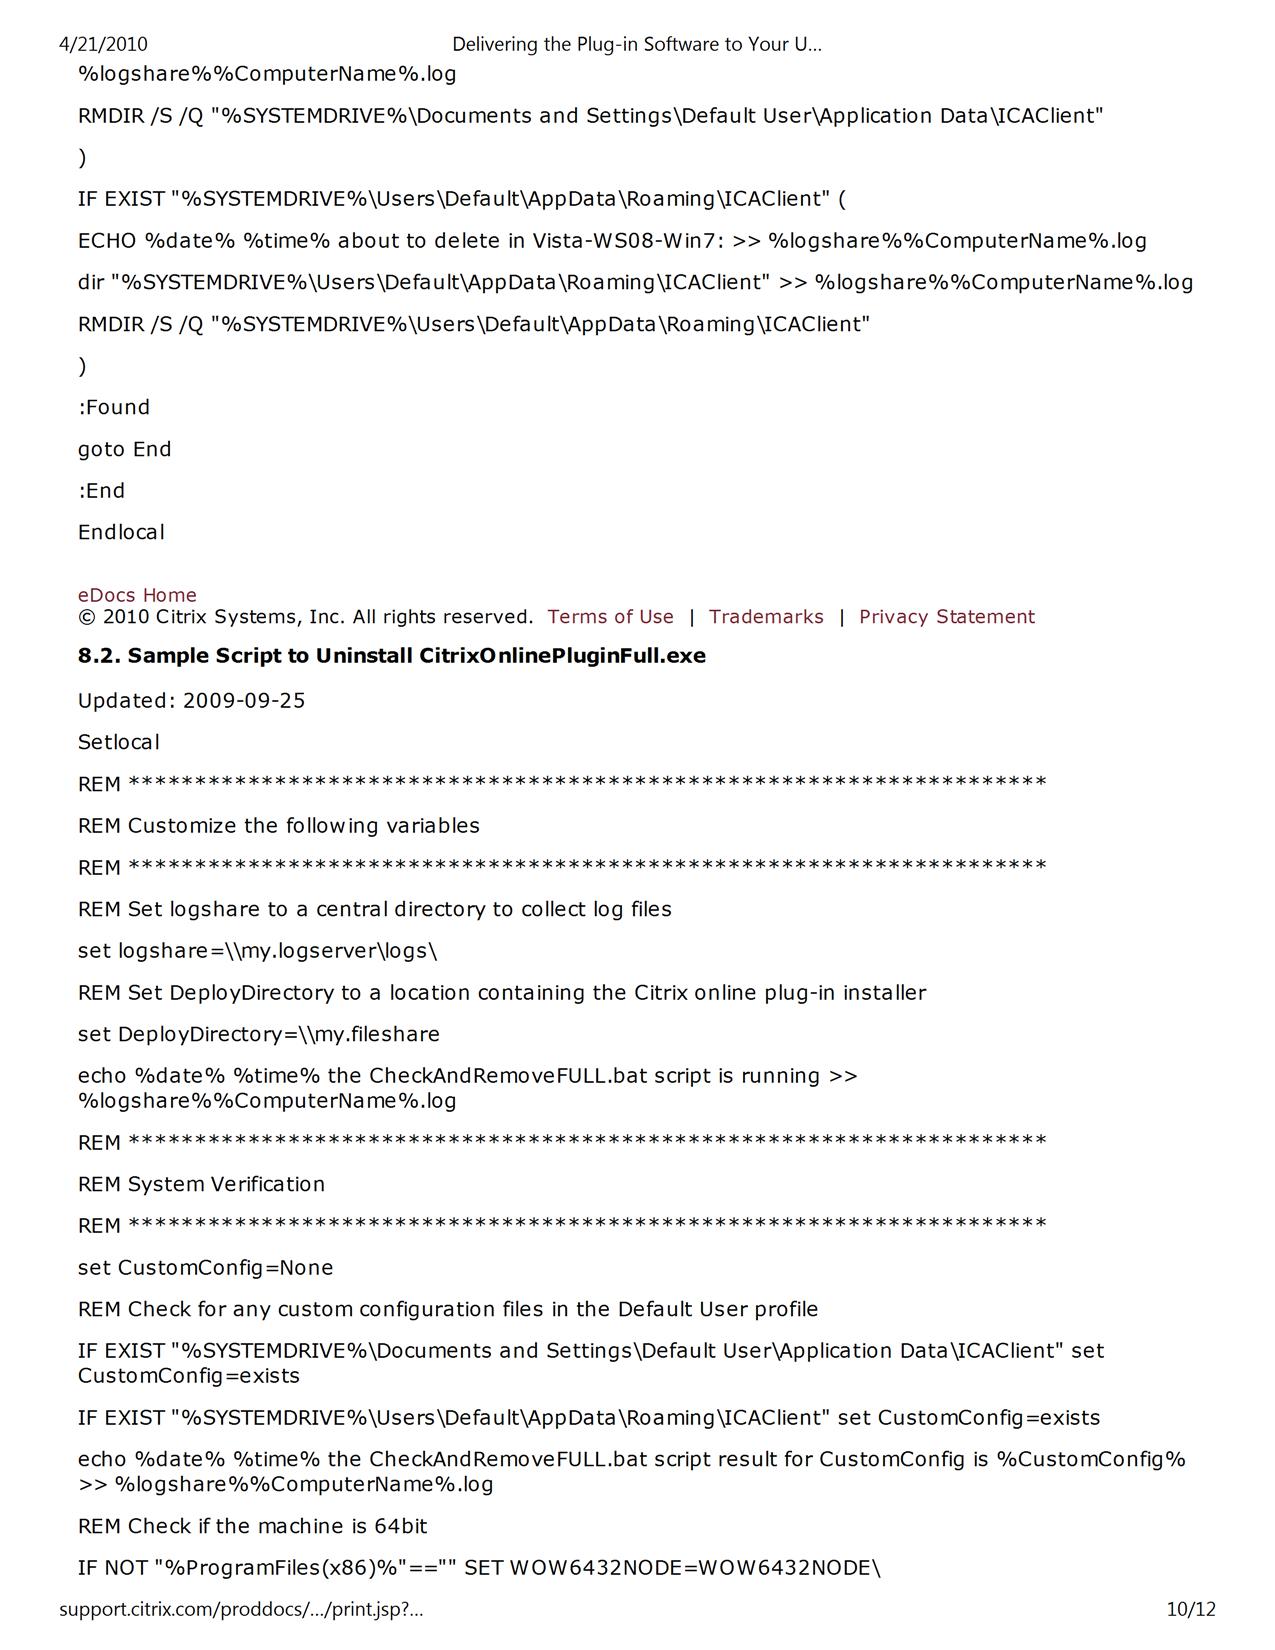 4/21/2010
Delivering the Plug-in Software to Your U...
%logshare%%ComputerName%.log
RMDIR /S /Q "%SYSTEMDRIVE%\Documents and Settings\Default User\Application Data\ICAClient"
)
IF EXIST "%SYSTEMDRIVE%\Users\Default\AppData\Roaming\ICAClient" (
ECHO %date% %time% about to delete in Vista-WS08-Win7: >> %logshare%%ComputerName%.log
dir "%SYSTEMDRIVE%\Users\Default\AppData\Roaming\ICAClient" >> %logshare%%ComputerName%.log
RMDIR /S /Q "%SYSTEMDRIVE%\Users\Default\AppData\Roaming\ICAClient"
)
:Found
goto End
:End
Endlocal
eDocs Home
© 2010 Citrix Systems, Inc. All rights reserved. Terms of Use | Trademarks | Privacy Statement
8.2. Sample Script to Uninstall CitrixOnlinePluginFull.exe
Updated: 2009-09-25
Setlocal
REM *********************************************************************
REM Customize the following variables
REM *********************************************************************
REM Set logshare to a central directory to collect log files
set logshare=\\my.logserver\logs\
REM Set DeployDirectory to a location containing the Citrix online plug-in installer
set DeployDirectory=\\my.fileshare
echo %date% %time% the CheckAndRemoveFULL.bat script is running >>
%logshare%%ComputerName%.log
REM *********************************************************************
REM System Verification
REM *********************************************************************
set CustomConfig=None
REM Check for any custom configuration files in the Default User profile
IF EXIST "%SYSTEMDRIVE%\Documents and Settings\Default User\Application Data\ICAClient" set
CustomConfig=exists
IF EXIST "%SYSTEMDRIVE%\Users\Default\AppData\Roaming\ICAClient" set CustomConfig=exists
echo %date% %time% the CheckAndRemoveFULL.bat script result for CustomConfig is %CustomConfig%
>> %logshare%%ComputerName%.log
REM Check if the machine is 64bit
IF NOT "%ProgramFiles(x86)%"=="" SET WOW6432NODE=WOW6432NODE\
support.citrix.com/proddocs/.../print.jsp?...
10/12